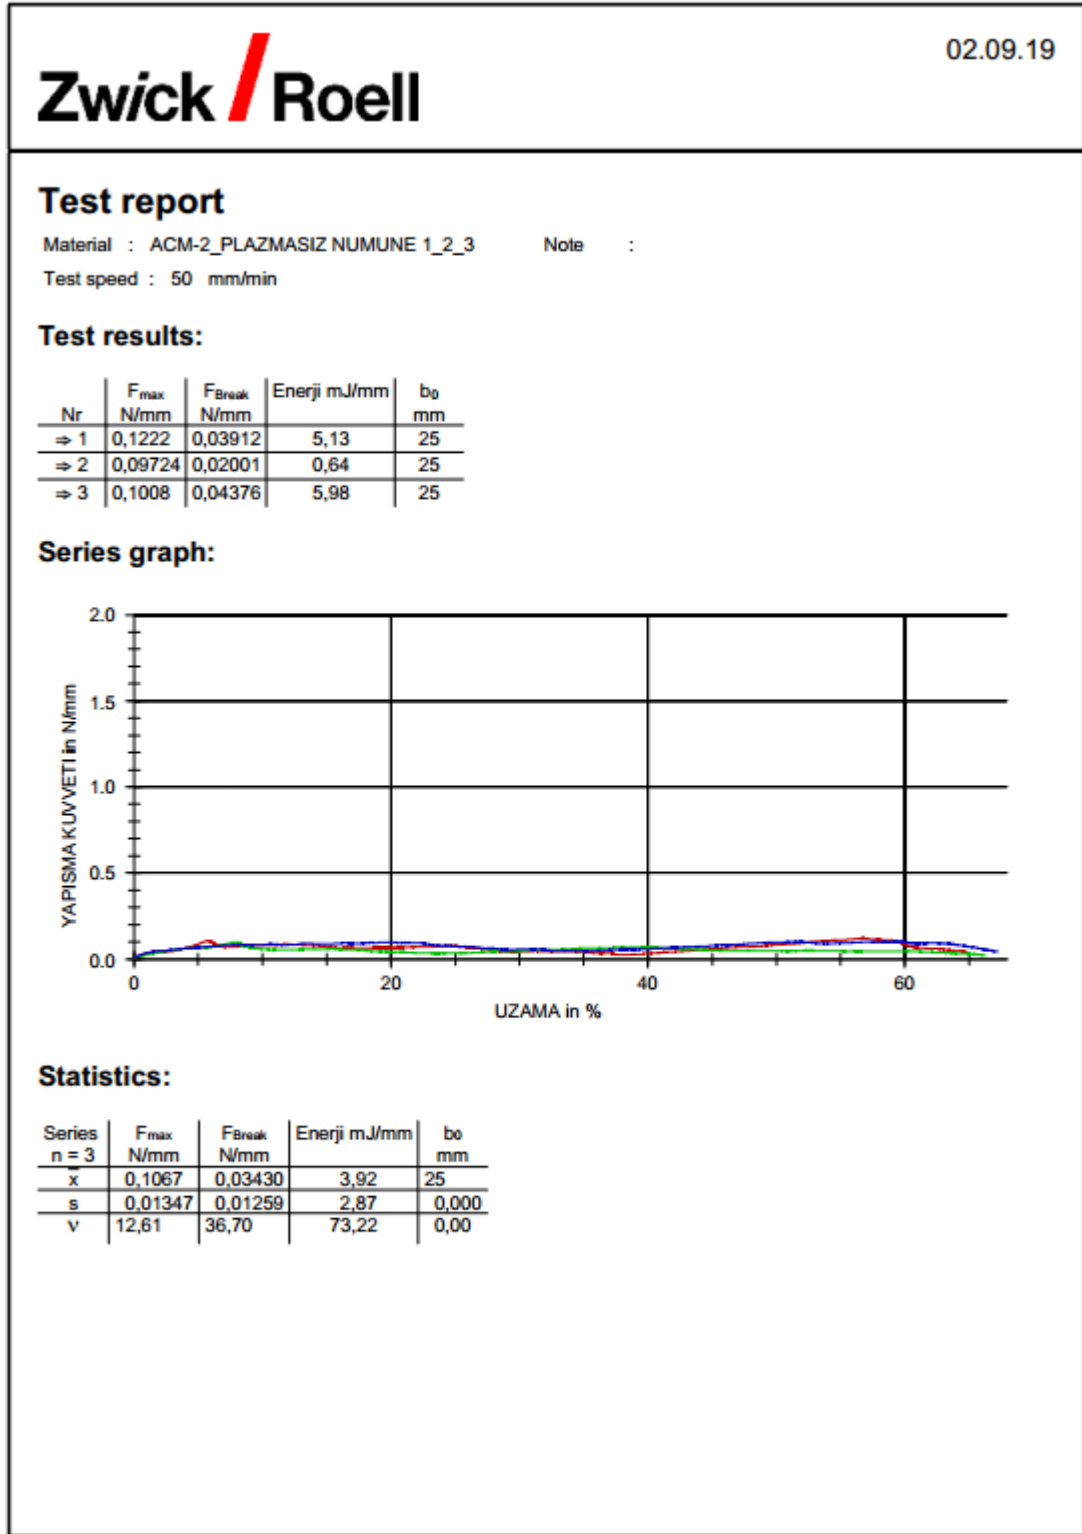 02.09.19
Zwick / Roell
Test report
Material : ACM-2_PLAZMASIZ NUMUNE 1_2_3 Note :
Test speed : 50 mm/min
Test results:
Fmax FBreak Enerji mJ/mm b0
Nr N/mm N/mm mm
⇒ 1 0,1222 0,03912 5,13 25
⇒ 2 0,09724 0,02001 0,64 25
⇒ 3 0,1008 0,04376 5,98 25
Series graph:
2.0
1.5
1.0
0.5
0.0
YAPISMA KUVVETI in N/mm
0 20 40 60
UZAMA in %
Statistics:
Series Fmax FBreak Enerji mJ/mm b0
n = 3 N/mm N/mm mm
x̄ 0,1067 0,03430 3,92 25
s 0,01347 0,01259 2,87 0,000
ν 12,61 36,70 73,22 0,00